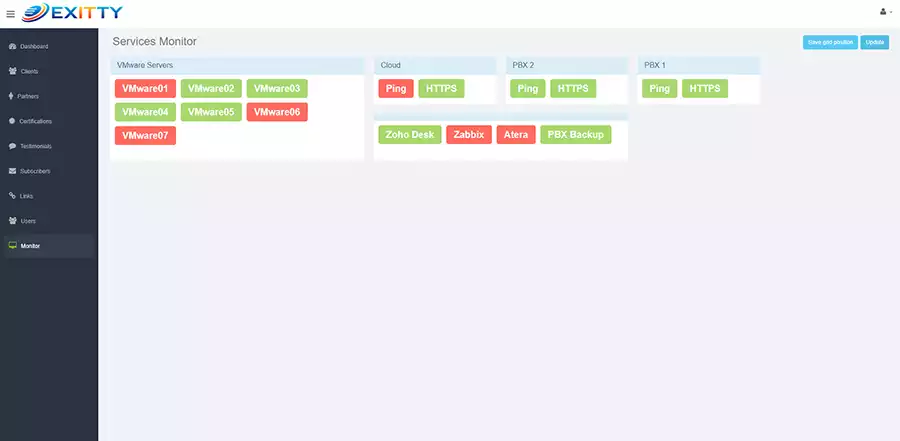 EXITTY
Services Monitor
Save grid position
Update
Dashboard
Clients
Partners
Certifications
Testimonials
Subscribers
Links
Users
Monitor
VMware Servers
VMware01 VMware02 VMware03
VMware04 VMware05 VMware06
VMware07
Cloud
Ping HTTPS
PBX 2
Ping HTTPS
PBX 1
Ping HTTPS
Zoho Desk Zabbix Atera PBX Backup